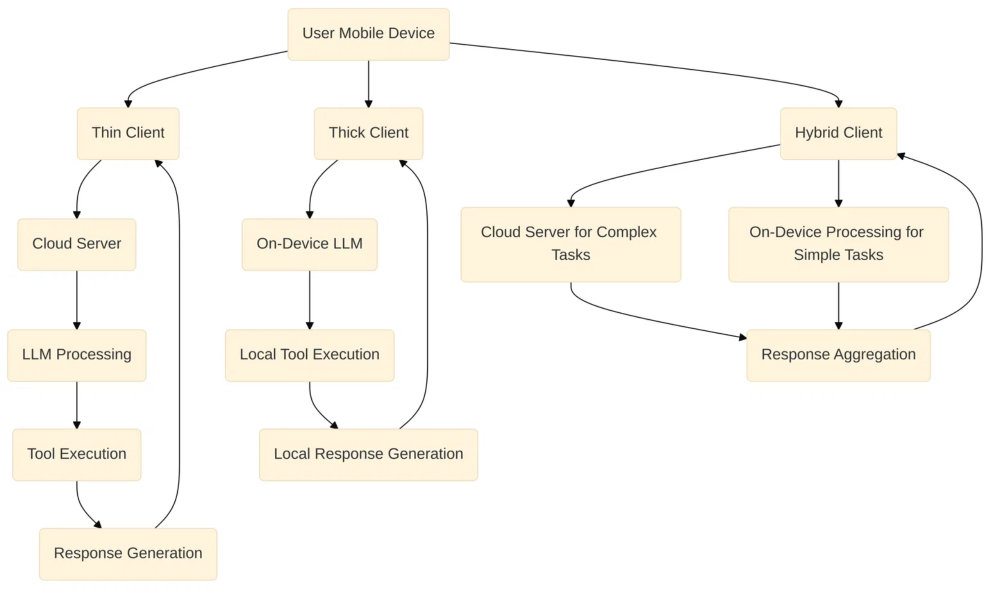 User Mobile Device
Thin Client
Thick Client
Hybrid Client
Cloud Server
On-Device LLM
Cloud Server for Complex
Tasks
On-Device Processing for
Simple Tasks
LLM Processing
Local Tool Execution
Response Aggregation
Tool Execution
Local Response Generation
Response Generation